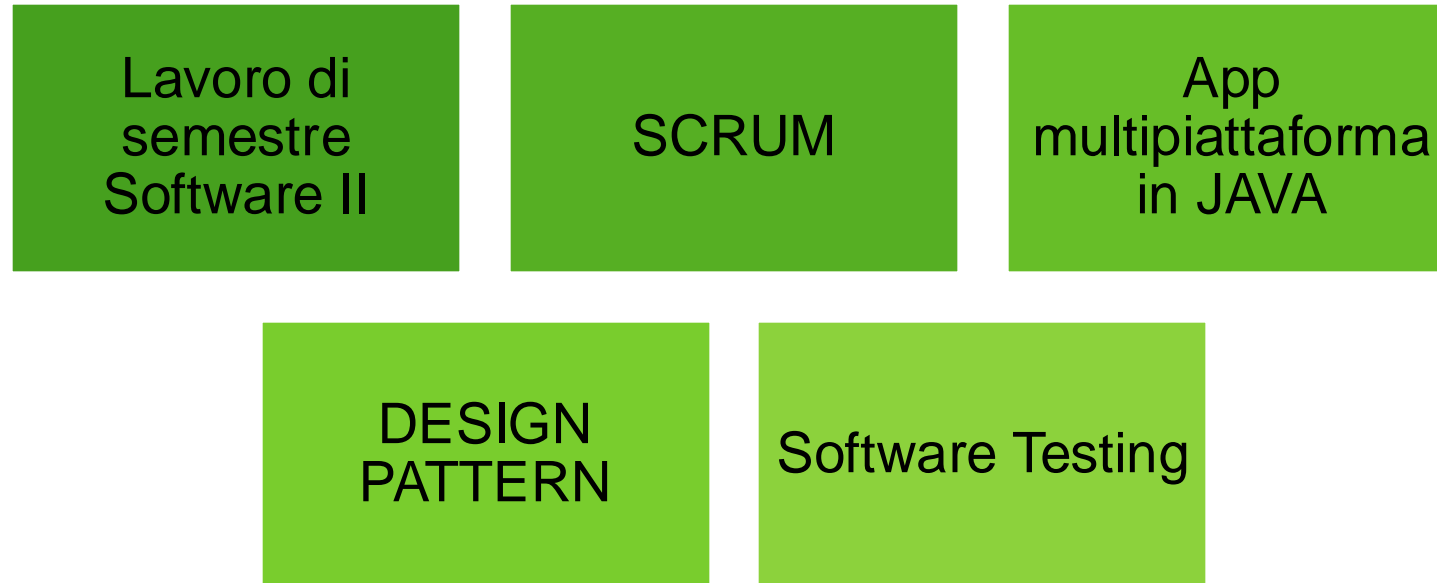 Lavoro di
semestre
Software II
SCRUM
App
multipiattaforma
in JAVA
DESIGN
PATTERN
Software Testing